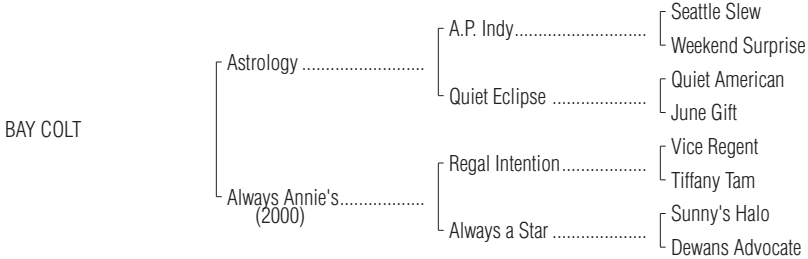 Seattle Slew
A.P. Indy..............................
Weekend Surprise
Astrology ...........................
Quiet American
Quiet Eclipse .....................
June Gift
BAY COLT
Vice Regent
Regal Intention...................
Tiffany Tam
Always Annie's...................
(2000)
Sunny's Halo
Always a Star .....................
Dewans Advocate